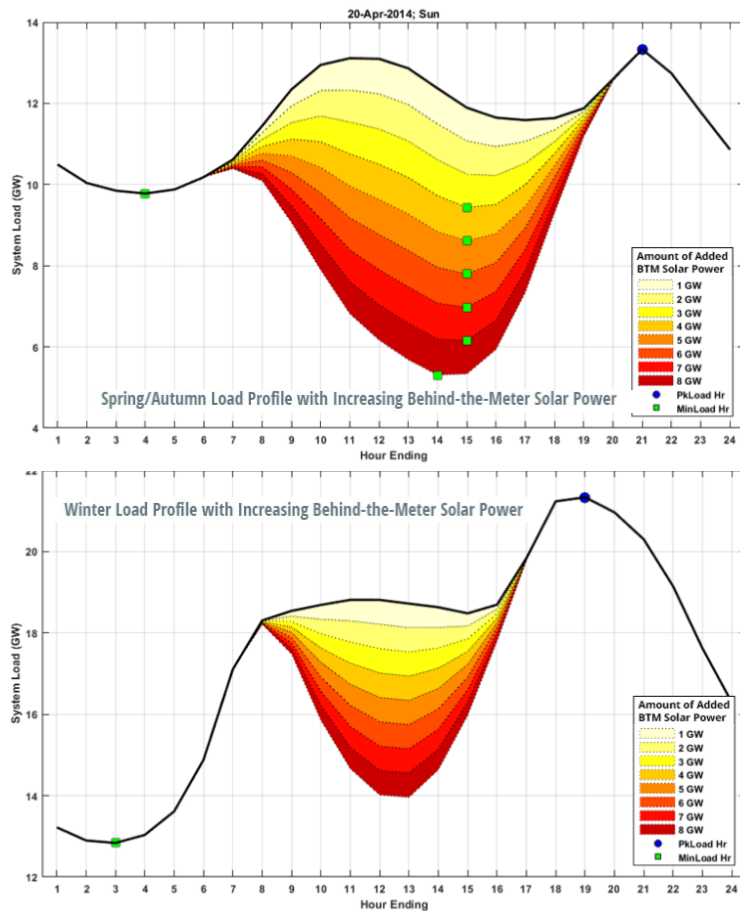 20-Apr-2014; Sun
14
12
10
8
6
4
System Load (GW)
Amount of Added
BTM Solar Power
1 GW
2 GW
3 GW
4 GW
5 GW
6 GW
7 GW
8 GW
PkLoad Hr
MinLoad Hr
Spring/Autumn Load Profile with Increasing Behind-the-Meter Solar Power
1 2 3 4 5 6 7 8 9 10 11 12 13 14 15 16 17 18 19 20 21 22 23 24
Hour Ending
22
Winter Load Profile with Increasing Behind-the-Meter Solar Power
20
18
16
14
12
System Load (GW)
Amount of Added
BTM Solar Power
1 GW
2 GW
3 GW
4 GW
5 GW
6 GW
7 GW
8 GW
PkLoad Hr
MinLoad Hr
1 2 3 4 5 6 7 8 9 10 11 12 13 14 15 16 17 18 19 20 21 22 23 24
Hour Ending